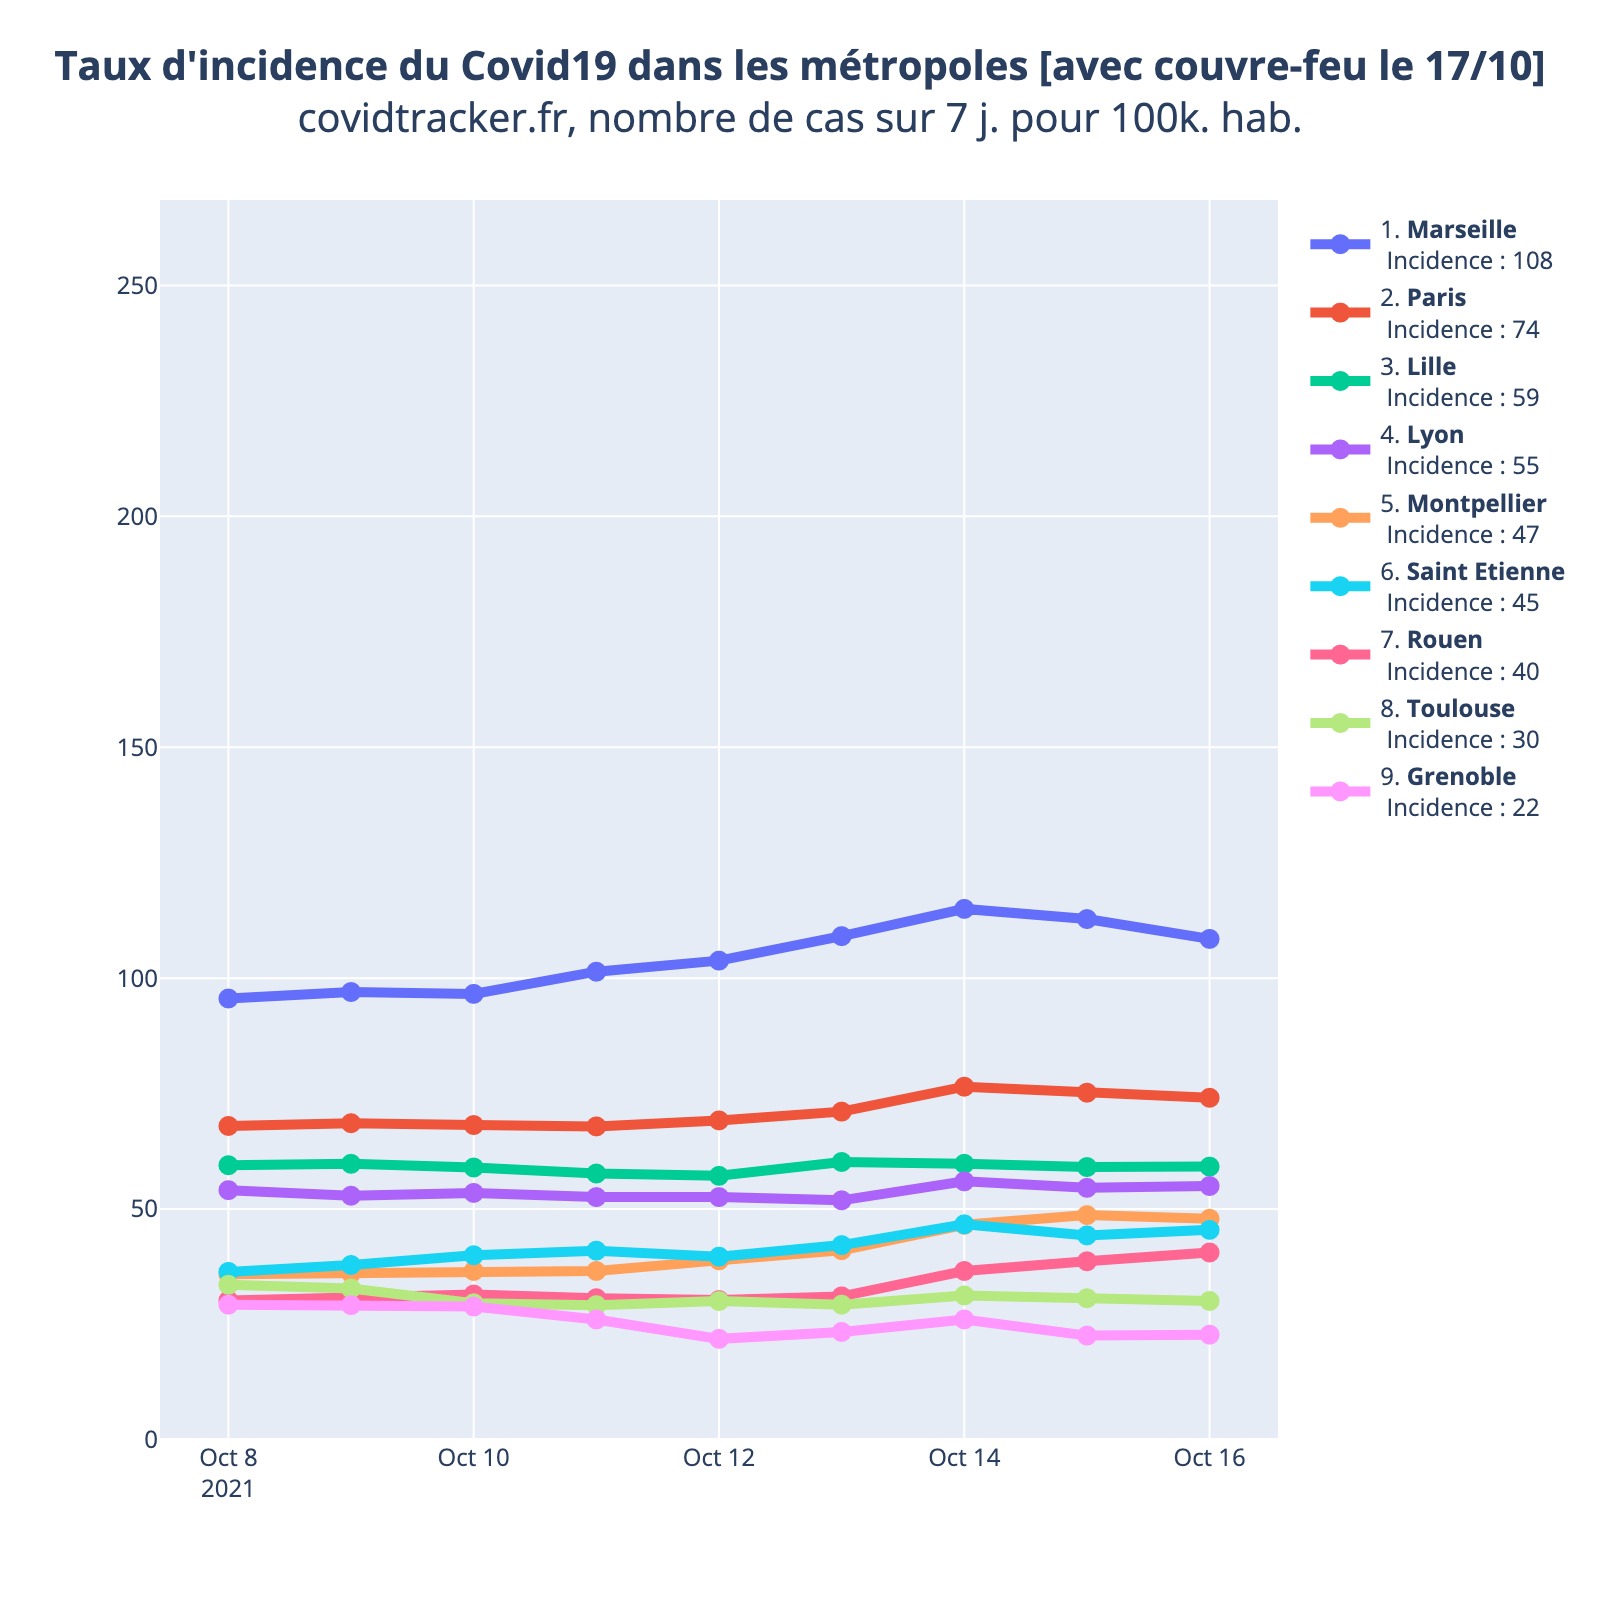 Taux d'incidence du Covid19 dans les métropoles [avec couvre-feu le 17/10]
covidtracker.fr, nombre de cas sur 7 j. pour 100k. hab.
250
200
150
100
50
0
Oct 8
2021
Oct 10
Oct 12
Oct 14
Oct 16
1. Marseille
Incidence : 108
2. Paris
Incidence : 74
3. Lille
Incidence : 59
4. Lyon
Incidence : 55
5. Montpellier
Incidence : 47
6. Saint Etienne
Incidence : 45
7. Rouen
Incidence : 40
8. Toulouse
Incidence : 30
9. Grenoble
Incidence : 22